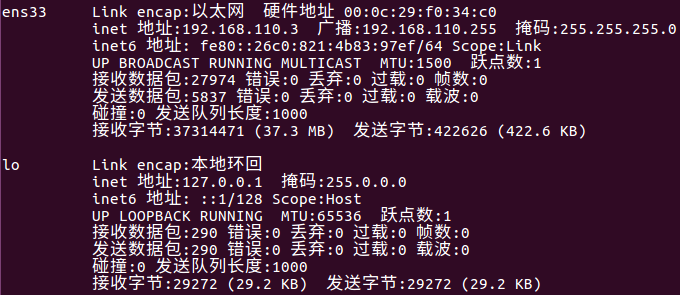 ens33 Link encap:以太网 硬件地址 00:0c:29:f0:34:c0
inet 地址:192.168.110.3 广播:192.168.110.255 掩码:255.255.255.0
inet6 地址: fe80::26c0:821:4b83:97ef/64 Scope:Link
UP BROADCAST RUNNING MULTICAST MTU:1500 跃点数:1
接收数据包:27974 错误:0 丢弃:0 过载:0 帧数:0
发送数据包:5837 错误:0 丢弃:0 过载:0 载波:0
碰撞:0 发送队列长度:1000
接收字节:37314471 (37.3 MB) 发送字节:422626 (422.6 KB)
lo Link encap:本地环回
inet 地址:127.0.0.1 掩码:255.0.0.0
inet6 地址: ::1/128 Scope:Host
UP LOOPBACK RUNNING MTU:65536 跃点数:1
接收数据包:290 错误:0 丢弃:0 过载:0 帧数:0
发送数据包:290 错误:0 丢弃:0 过载:0 载波:0
碰撞:0 发送队列长度:1000
接收字节:29272 (29.2 KB) 发送字节:29272 (29.2 KB)